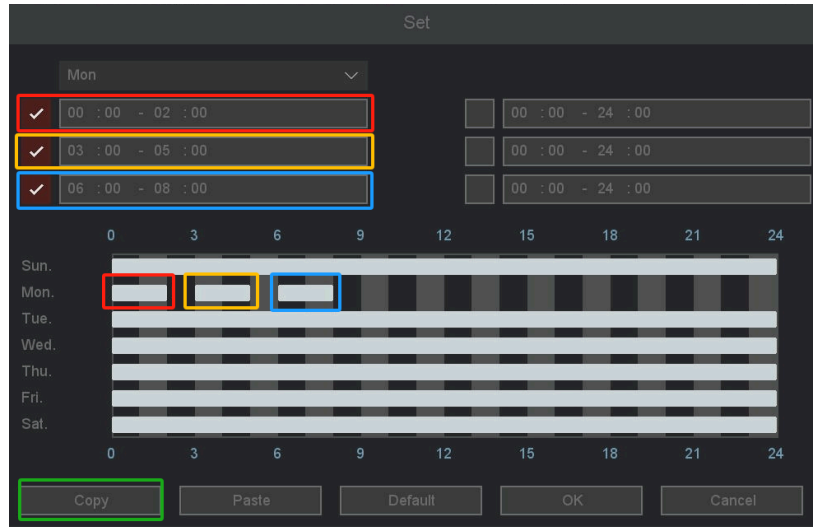 Set
Mon
00 :00 - 02 :00 00 :00 - 24 :00
03 :00 - 05 :00 00 :00 - 24 :00
06 :00 - 08 :00 00 :00 - 24 :00
0 3 6 9 12 15 18 21 24
Sun.
Mon.
Tue.
Wed.
Thu.
Fri.
Sat.
0 3 6 9 12 15 18 21 24
Copy Paste Default OK Cancel